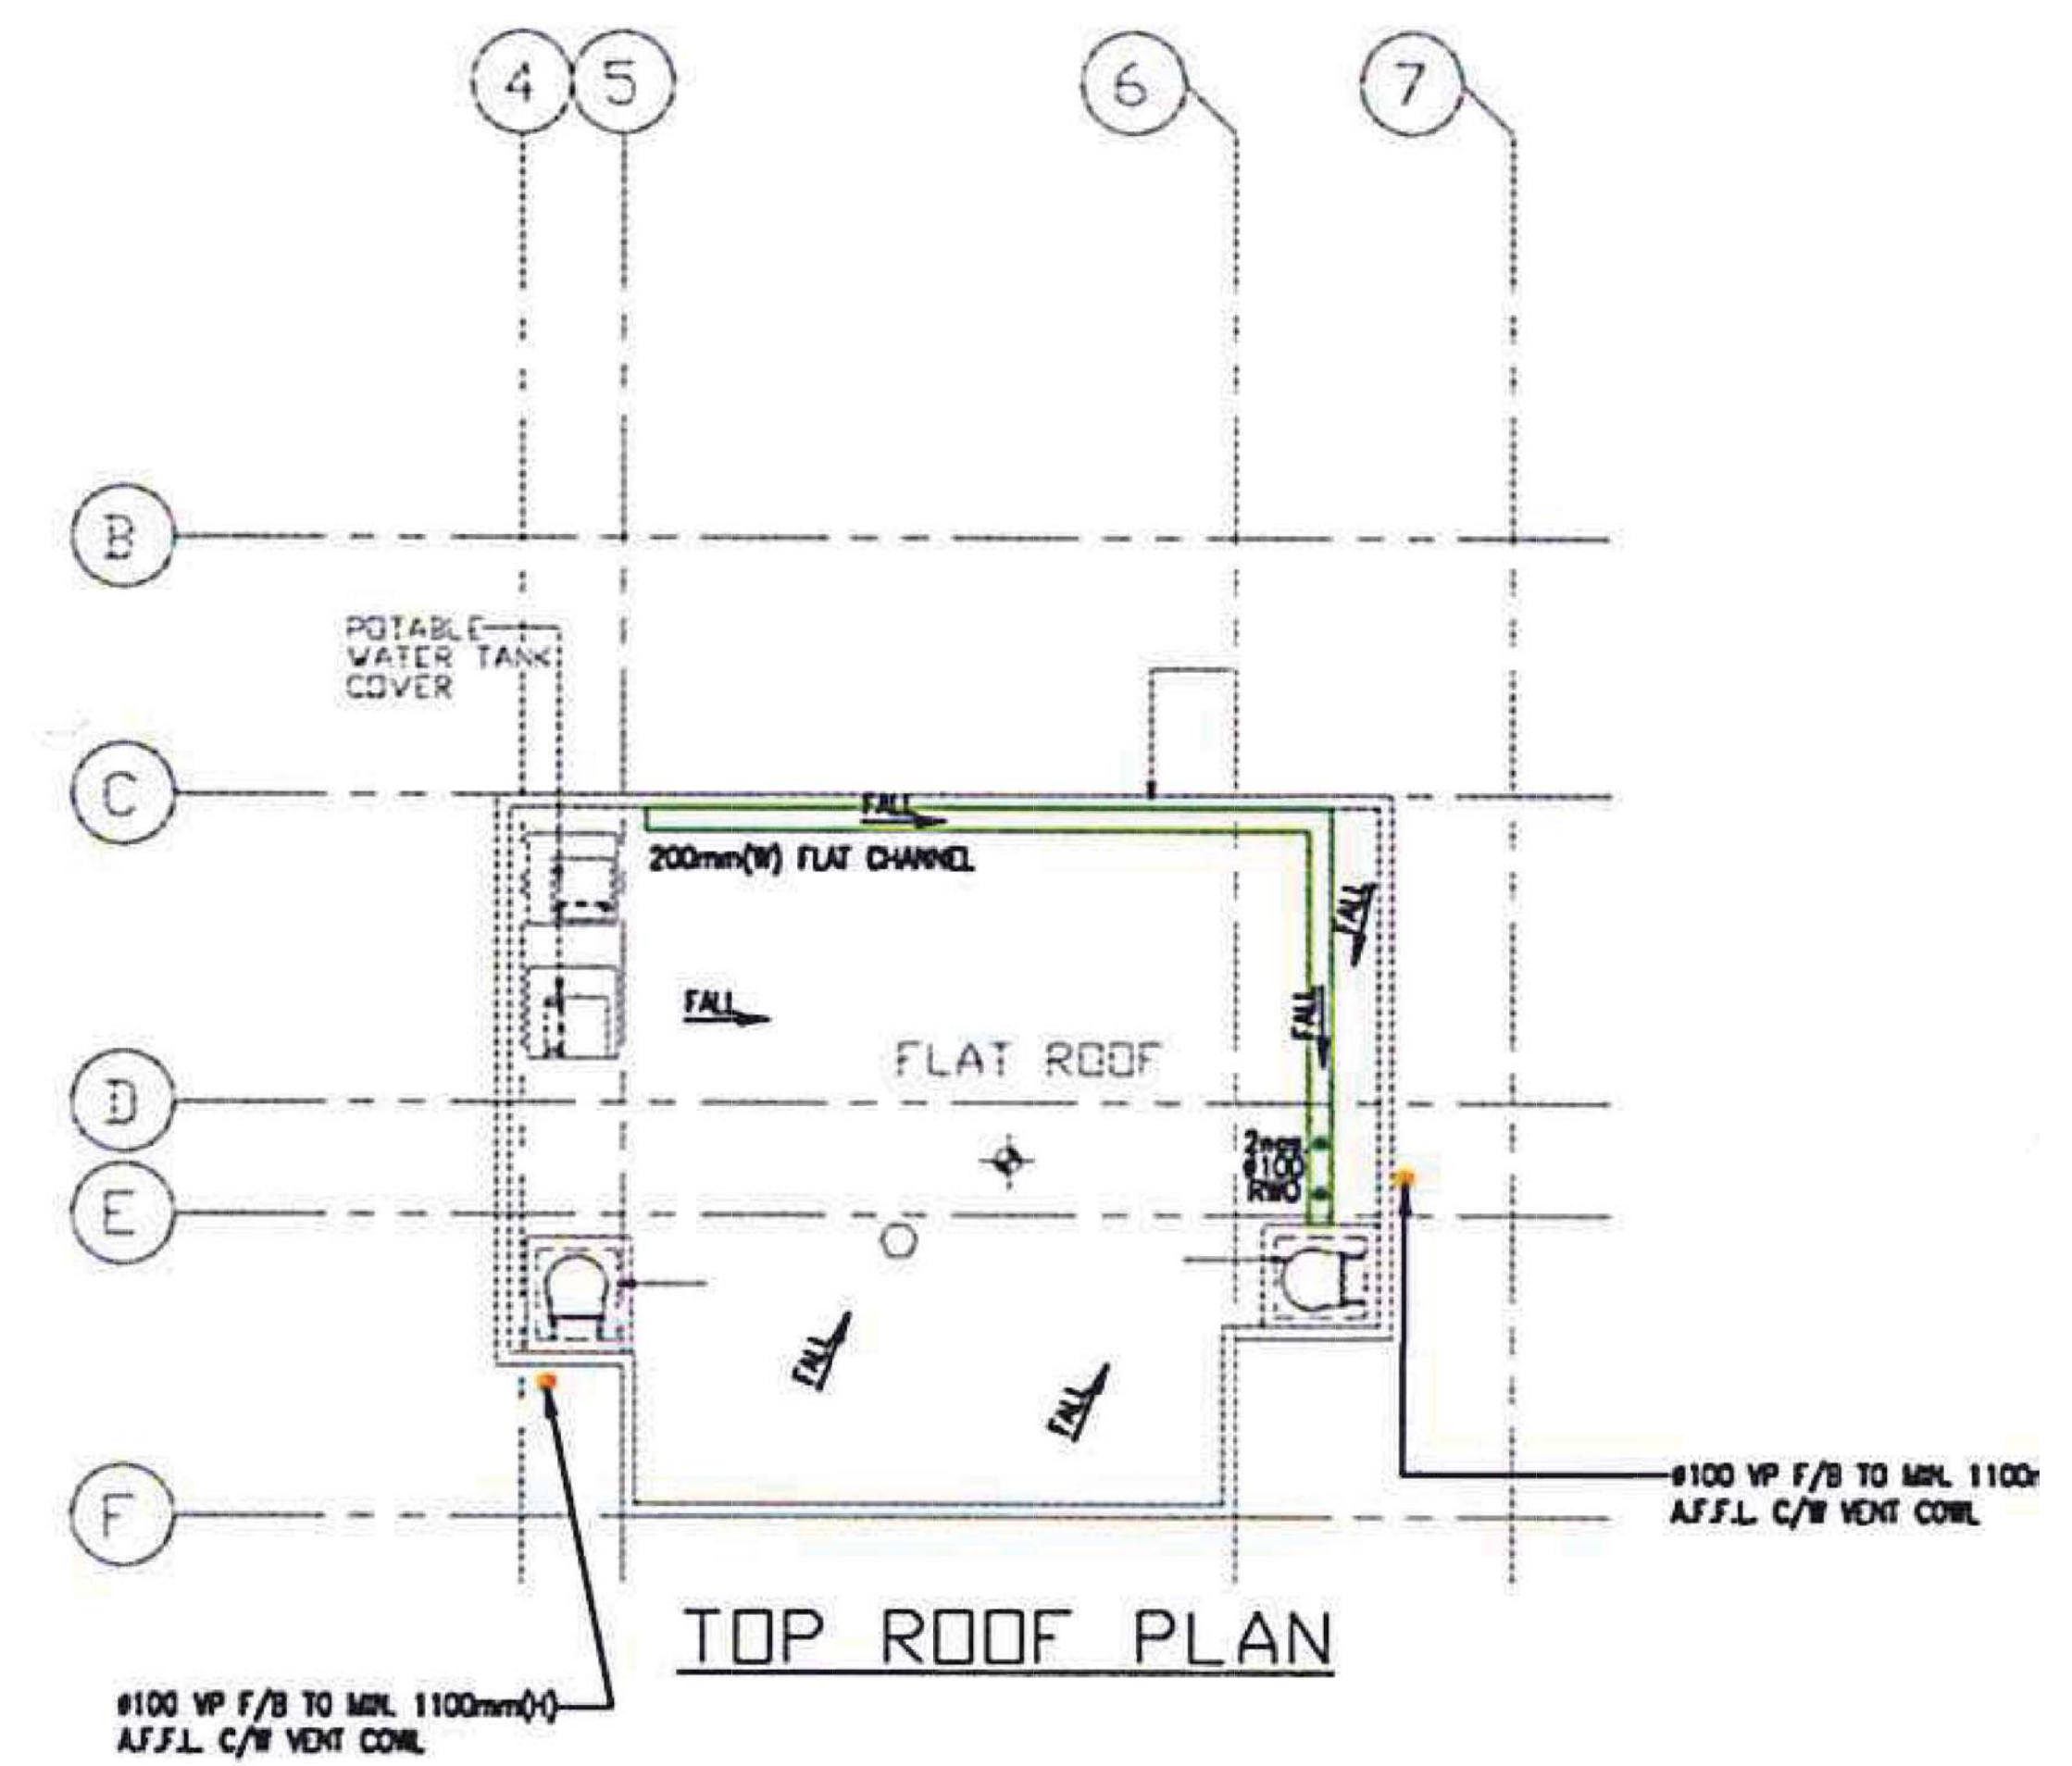 4
5
6
7
B
POTABLE
WATER TANK
COVER
C
FALL
200mm(W) FLAT CHANNEL
FALL
FALL
FALL
FLAT ROOF
D
2nos
ø100
RWO
E
FALL
FALL
F
ø100 VP F/B TO MIN. 1100m
A.F.F.L. C/W VENT COWL
TOP ROOF PLAN
ø100 VP F/B TO MIN. 1100mm(H)
A.F.F.L. C/W VENT COWL